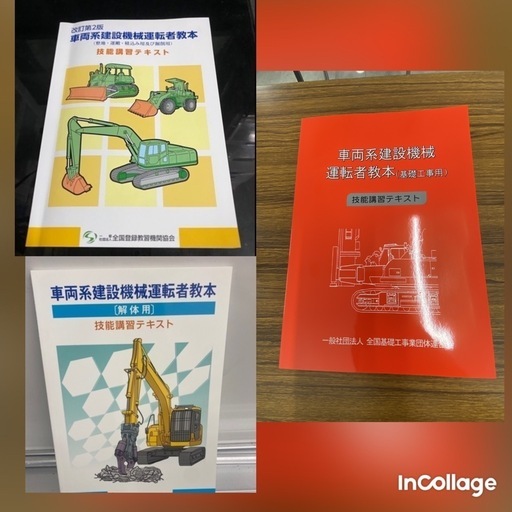 改訂第2版
車両系建設機械運転者教本
(整地・運搬・積込み用及び掘削用)
技能講習テキスト
一般社団法人 全国登録教習機関協会
車両系建設機械運転者教本
[解体用]
技能講習テキスト
車両系建設機械
運転者教本(基礎工事用)
技能講習テキスト
一般社団法人 全国基礎工事業団体連合会
InCollage